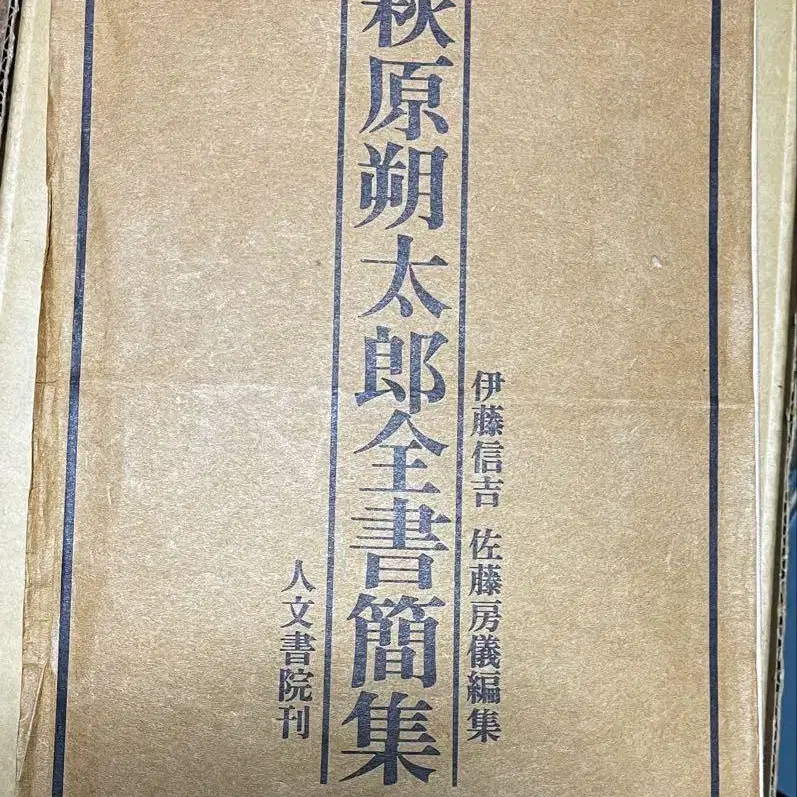 伊藤信吉 佐藤房儀編集
萩原朔太郎全書簡集
人文書院刊